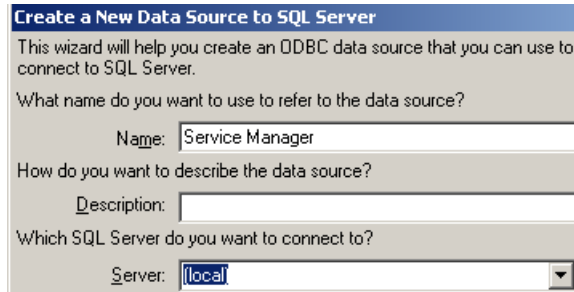 Create a New Data Source to SQL Server
This wizard will help you create an ODBC data source that you can use to
connect to SQL Server.
What name do you want to use to refer to the data source?
Name: Service Manager
How do you want to describe the data source?
Description:
Which SQL Server do you want to connect to?
Server: (local)